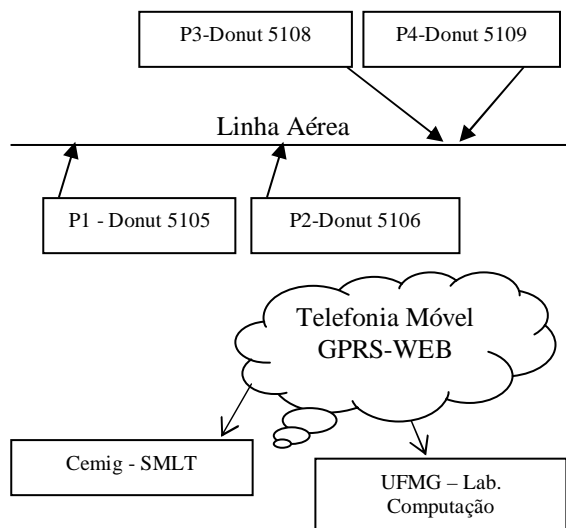 P3-Donut 5108
P4-Donut 5109
Linha Aérea
P1 - Donut 5105
P2-Donut 5106
Telefonia Móvel
GPRS-WEB
Cemig - SMLT
UFMG – Lab.
Computação